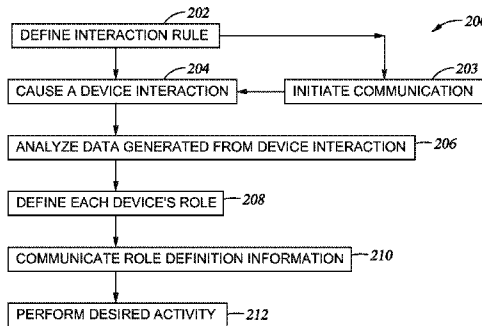 202
200
DEFINE INTERACTION RULE
204
203
CAUSE A DEVICE INTERACTION
INITIATE COMMUNICATION
ANALYZE DATA GENERATED FROM DEVICE INTERACTION
206
DEFINE EACH DEVICE'S ROLE
208
COMMUNICATE ROLE DEFINITION INFORMATION
210
PERFORM DESIRED ACTIVITY
212